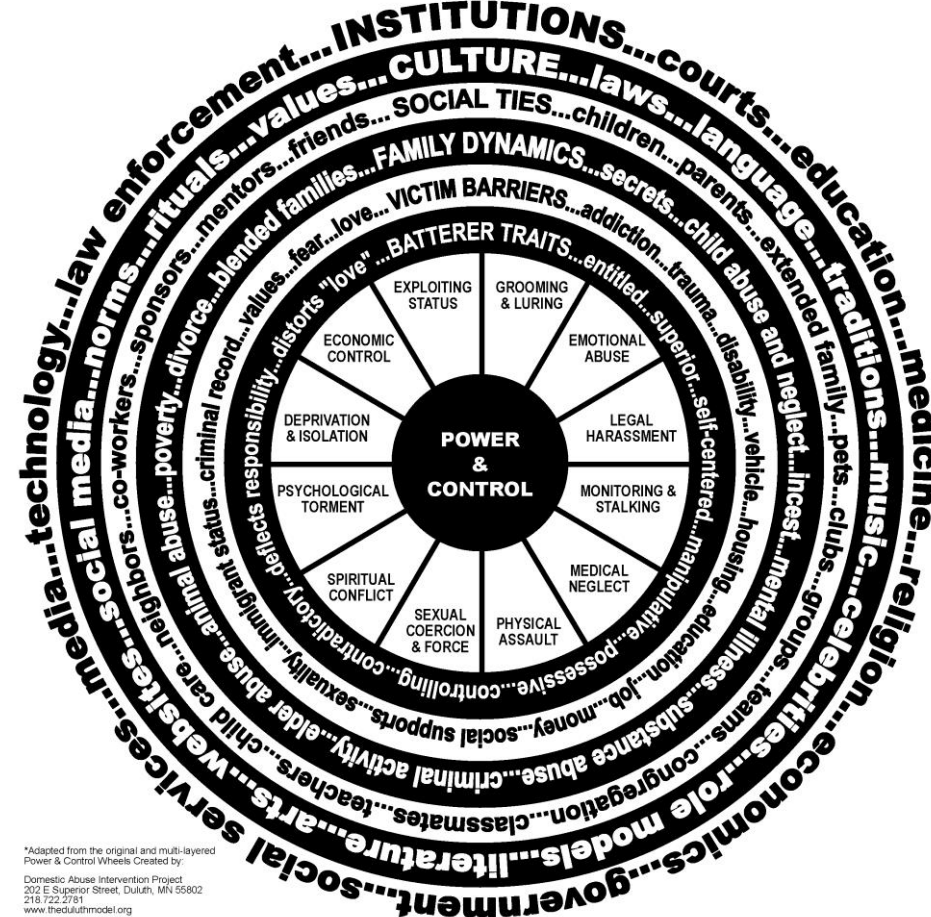 INSTITUTIONS...courts...education...medicine...religion...economics...government...social services...media...technology...law enforcement...
CULTURE...laws...language...traditions...music...celebrities...role models...literature...arts...websites...social media...norms...rituals...values...
SOCIAL TIES...children...parents...extended family...pets...clubs...groups...teams...congregation...classmates...teachers...child care...neighbors...co-workers...sponsors...mentors...friends...
FAMILY DYNAMICS...secrets...child abuse and neglect...incest...mental illness...substance abuse...criminal activity...elder abuse...animal abuse...poverty...divorce...blended families...
VICTIM BARRIERS...addiction...trauma...disability...vehicle...housing...education...job...money...social supports...sexuality...immigrant status...criminal record...values...fear...love...
BATTERER TRAITS...entitled...superior...self-centered...manipulative...possessive...controlling...contradictory...deflects responsibility...distorts "love"...
EXPLOITING
STATUS
GROOMING
& LURING
EMOTIONAL
ABUSE
LEGAL
HARASSMENT
MONITORING &
STALKING
MEDICAL
NEGLECT
PHYSICAL
ASSAULT
SEXUAL
COERCION
& FORCE
SPIRITUAL
CONFLICT
PSYCHOLOGICAL
TORMENT
DEPRIVATION
& ISOLATION
ECONOMIC
CONTROL
POWER
&
CONTROL
*Adapted from the original and multi-layered
Power & Control Wheels Created by:
Domestic Abuse Intervention Project
202 E Superior Street, Duluth, MN 55802
218.722.2781
www.theduluthmodel.org